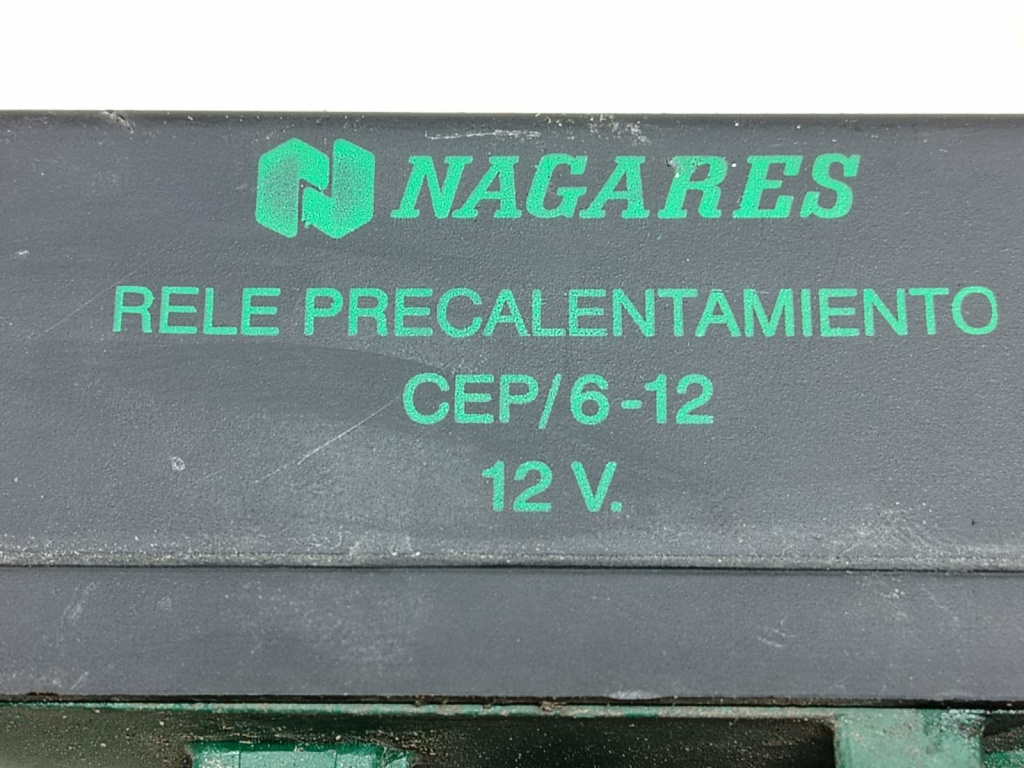 NAGARES
RELE PRECALENTAMIENTO
CEP/6-12
12 V.